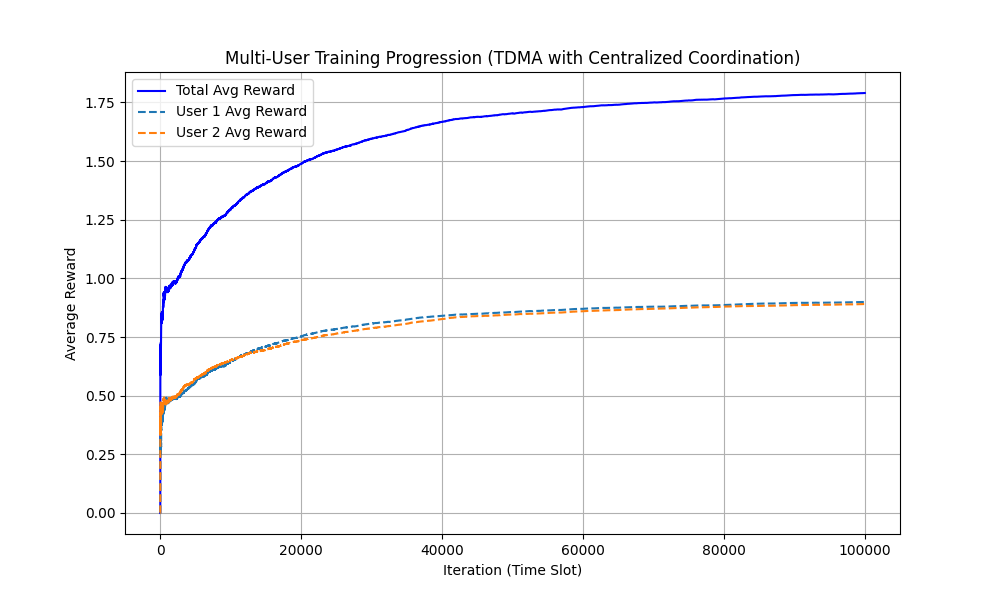 Multi-User Training Progression (TDMA with Centralized Coordination)
Total Avg Reward
User 1 Avg Reward
User 2 Avg Reward
Average Reward
1.75
1.50
1.25
1.00
0.75
0.50
0.25
0.00
0 20000 40000 60000 80000 100000
Iteration (Time Slot)